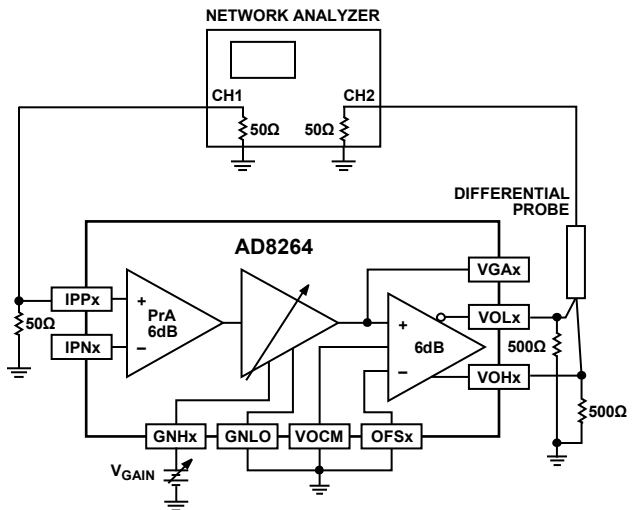 NETWORK ANALYZER
CH1
CH2
50Ω
50Ω
DIFFERENTIAL
PROBE
AD8264
VGAx
IPPx
+
PrA
6dB
–
+
6dB
–
VOLx
50Ω
IPNx
500Ω
VOHx
500Ω
GNHx
GNLO
VOCM
OFSx
VGAIN